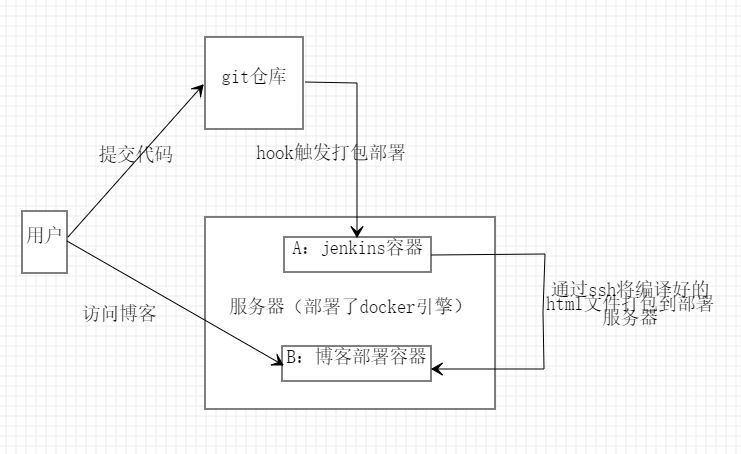 git仓库
提交代码
hook触发打包部署
用户
A: jenkins容器
通过ssh将编译好的
html文件打包到部署
服务器
服务器（部署了docker引擎）
访问博客
B: 博客部署容器